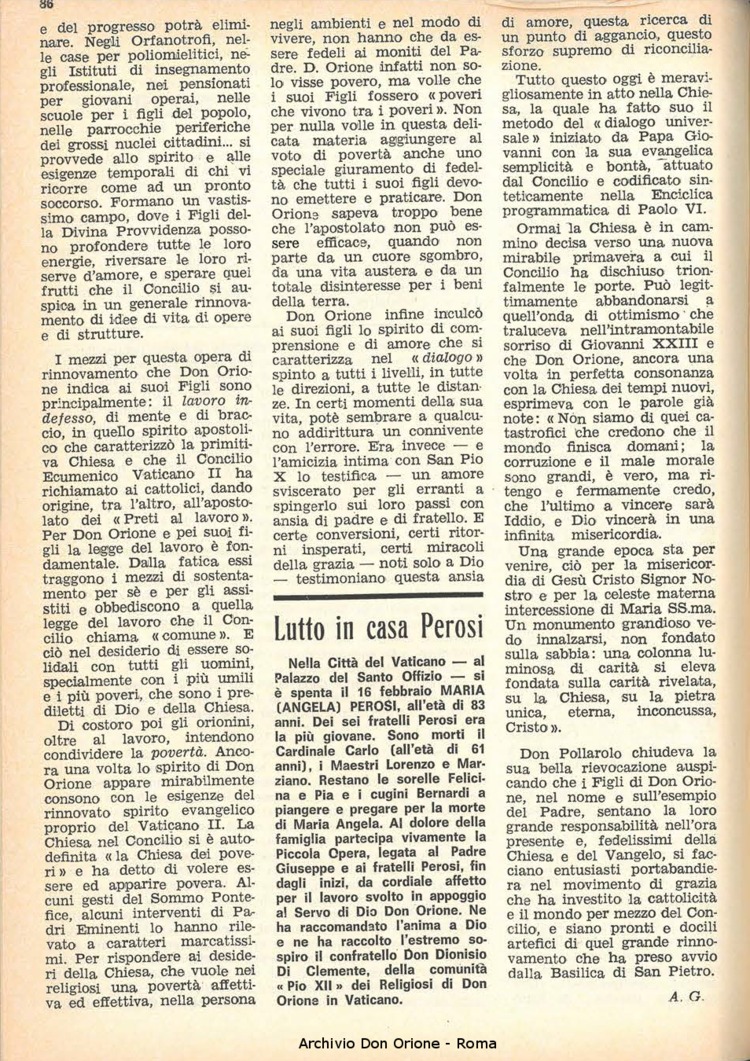 86
e del progresso potrà elimi-
nare. Negli Orfanotrofi, nel-
le case per poliomielitici, ne-
gli Istituti di insegnamento
professionale, nei pensionati
per giovani operai, nelle
scuole per i figli del popolo,
nelle parrocchie periferiche
dei grossi nuclei cittadini... si
provvede allo spirito e alle
esigenze temporali di chi vi
ricorre come ad un pronto
soccorso. Formano un vastis-
simo campo, dove i Figli del-
la Divina Provvidenza posso-
no profondere tutte le loro
energie, riversare le loro ri-
serve d'amore, e sperare quei
frutti che il Concilio si au-
spica in un generale rinnova-
mento di idee di vita di opere
e di strutture.
I mezzi per questa opera di
rinnovamento che Don Orio-
ne indica ai suoi Figli sono
principalmente: il lavoro in-
defesso, di mente e di brac-
cio, in quello spirito apostoli-
co che caratterizzò la primiti-
va Chiesa e che il Concilio
Ecumenico Vaticano II ha
richiamato ai cattolici, dando
origine, tra l'altro, all'aposto-
lato dei « Preti al lavoro ».
Per Don Orione e pei suoi fi-
gli la legge del lavoro è fon-
damentale. Dalla fatica essi
traggono i mezzi di sostenta-
mento per sè e per gli assi-
stiti e obbediscono a quella
legge del lavoro che il Con-
cilio chiama « comune ». E
ciò nel desiderio di essere so-
lidali con tutti gli uomini,
specialmente con i più umili
e i più poveri, che sono i pre-
diletti di Dio e della Chiesa.
Di costoro poi gli orionini,
oltre al lavoro, intendono
condividere la povertà. Anco-
ra una volta lo spirito di Don
Orione appare mirabilmente
consono con le esigenze del
rinnovato spirito evangelico
proprio del Vaticano II. La
Chiesa nel Concilio si è auto-
definita « la Chiesa dei pove-
ri » e ha detto di volere es-
sere ed apparire povera. Al-
cuni gesti del Sommo Ponte-
fice, alcuni interventi di Pa-
dri Eminenti lo hanno rile-
vato a caratteri marcatissi-
mi. Per rispondere ai deside-
ri della Chiesa, che vuole nei
religiosi una povertà affetti-
va ed effettiva, nella persona
negli ambienti e nel modo di
vivere, non hanno che da es-
sere fedeli ai moniti del Pa-
dre. D. Orione infatti non so-
lo visse povero, ma volle che
i suoi Figli fossero « poveri
che vivono tra i poveri ». Non
per nulla volle in questa deli-
cata materia aggiungere al
voto di povertà anche uno
speciale giuramento di fedel-
tà che tutti i suoi figli devo-
no emettere e praticare. Don
Orione sapeva troppo bene
che l'apostolato non può es-
sere efficace, quando non
parte da un cuore sgombro,
da una vita austera e da un
totale disinteresse per i beni
della terra.
Don Orione infine inculcò
ai suoi figli lo spirito di com-
prensione e di amore che si
caratterizza nel « dialogo »
spinto a tutti i livelli, in tutte
le direzioni, a tutte le distan-
ze. In certi momenti della sua
vita, potè sembrare a qualcu-
no addirittura un connivente
con l'errore. Era invece — e
l'amicizia intima con San Pio
X lo testifica — un amore
sviscerato per gli erranti a
spingerlo sui loro passi con
ansia di padre e di fratello. E
certe conversioni, certi ritor-
ni insperati, certi miracoli
della grazia — noti solo a Dio
— testimoniano questa ansia
Lutto in casa Perosi
Nella Città del Vaticano — al
Palazzo del Santo Offizio — si
è spenta il 16 febbraio MARIA
(ANGELA) PEROSI, all'età di 83
anni. Dei sei fratelli Perosi era
la più giovane. Sono morti il
Cardinale Carlo (all'età di 61
anni), i Maestri Lorenzo e Mar-
ziano. Restano le sorelle Felici-
na e Pia e i cugini Bernardi a
piangere e pregare per la morte
di Maria Angela. Al dolore della
famiglia partecipa vivamente la
Piccola Opera, legata al Padre
Giuseppe e ai fratelli Perosi, fin
dagli inizi, da cordiale affetto
per il lavoro svolto in appoggio
al Servo di Dio Don Orione. Ne
ha raccomandato l'anima a Dio
e ne ha raccolto l'estremo so-
spiro il confratello Don Dionisio
Di Clemente, della comunità
« Pio XII » dei Religiosi di Don
Orione in Vaticano.
di amore, questa ricerca di
un punto di aggancio, questo
sforzo supremo di riconcilia-
zione.
Tutto questo oggi è meravi-
gliosamente in atto nella Chie-
sa, la quale ha fatto suo il
metodo del « dialogo univer-
sale » iniziato da Papa Gio-
vanni con la sua evangelica
semplicità e bontà, attuato
dal Concilio e codificato sin-
teticamente nella Enciclica
programmatica di Paolo VI.
Ormai la Chiesa è in cam-
mino decisa verso una nuova
mirabile primavera a cui il
Concilio ha dischiuso trion-
falmente le porte. Può legit-
timamente abbandonarsi a
quell'onda di ottimismo che
traluceva nell'intramontabile
sorriso di Giovanni XXIII e
che Don Orione, ancora una
volta in perfetta consonanza
con la Chiesa dei tempi nuovi,
esprimeva con le parole già
note: « Non siamo di quei ca-
tastrofici che credono che il
mondo finisca domani; la
corruzione e il male morale
sono grandi, è vero, ma ri-
tengo e fermamente credo,
che l'ultimo a vincere sarà
Iddio, e Dio vincerà in una
infinita misericordia.
Una grande epoca sta per
venire, ciò per la misericor-
dia di Gesù Cristo Signor No-
stro e per la celeste materna
intercessione di Maria SS.ma.
Un monumento grandioso ve-
do innalzarsi, non fondato
sulla sabbia: una colonna lu-
minosa di carità si eleva
fondata sulla carità rivelata,
su la Chiesa, su la pietra
unica, eterna, inconcussa,
Cristo ».
Don Pollarolo chiudeva la
sua bella rievocazione auspi-
cando che i Figli di Don Orio-
ne, nel nome e sull'esempio
del Padre, sentano la loro
grande responsabilità nell'ora
presente e, fedelissimi della
Chiesa e del Vangelo, si fac-
ciano entusiasti portabandie-
ra nel movimento di grazia
che ha investito la cattolicità
e il mondo per mezzo del Con-
cilio, e siano pronti e docili
artefici di quel grande rinno-
vamento che ha preso avvio
dalla Basilica di San Pietro.
A. G.
Archivio Don Orione - Roma